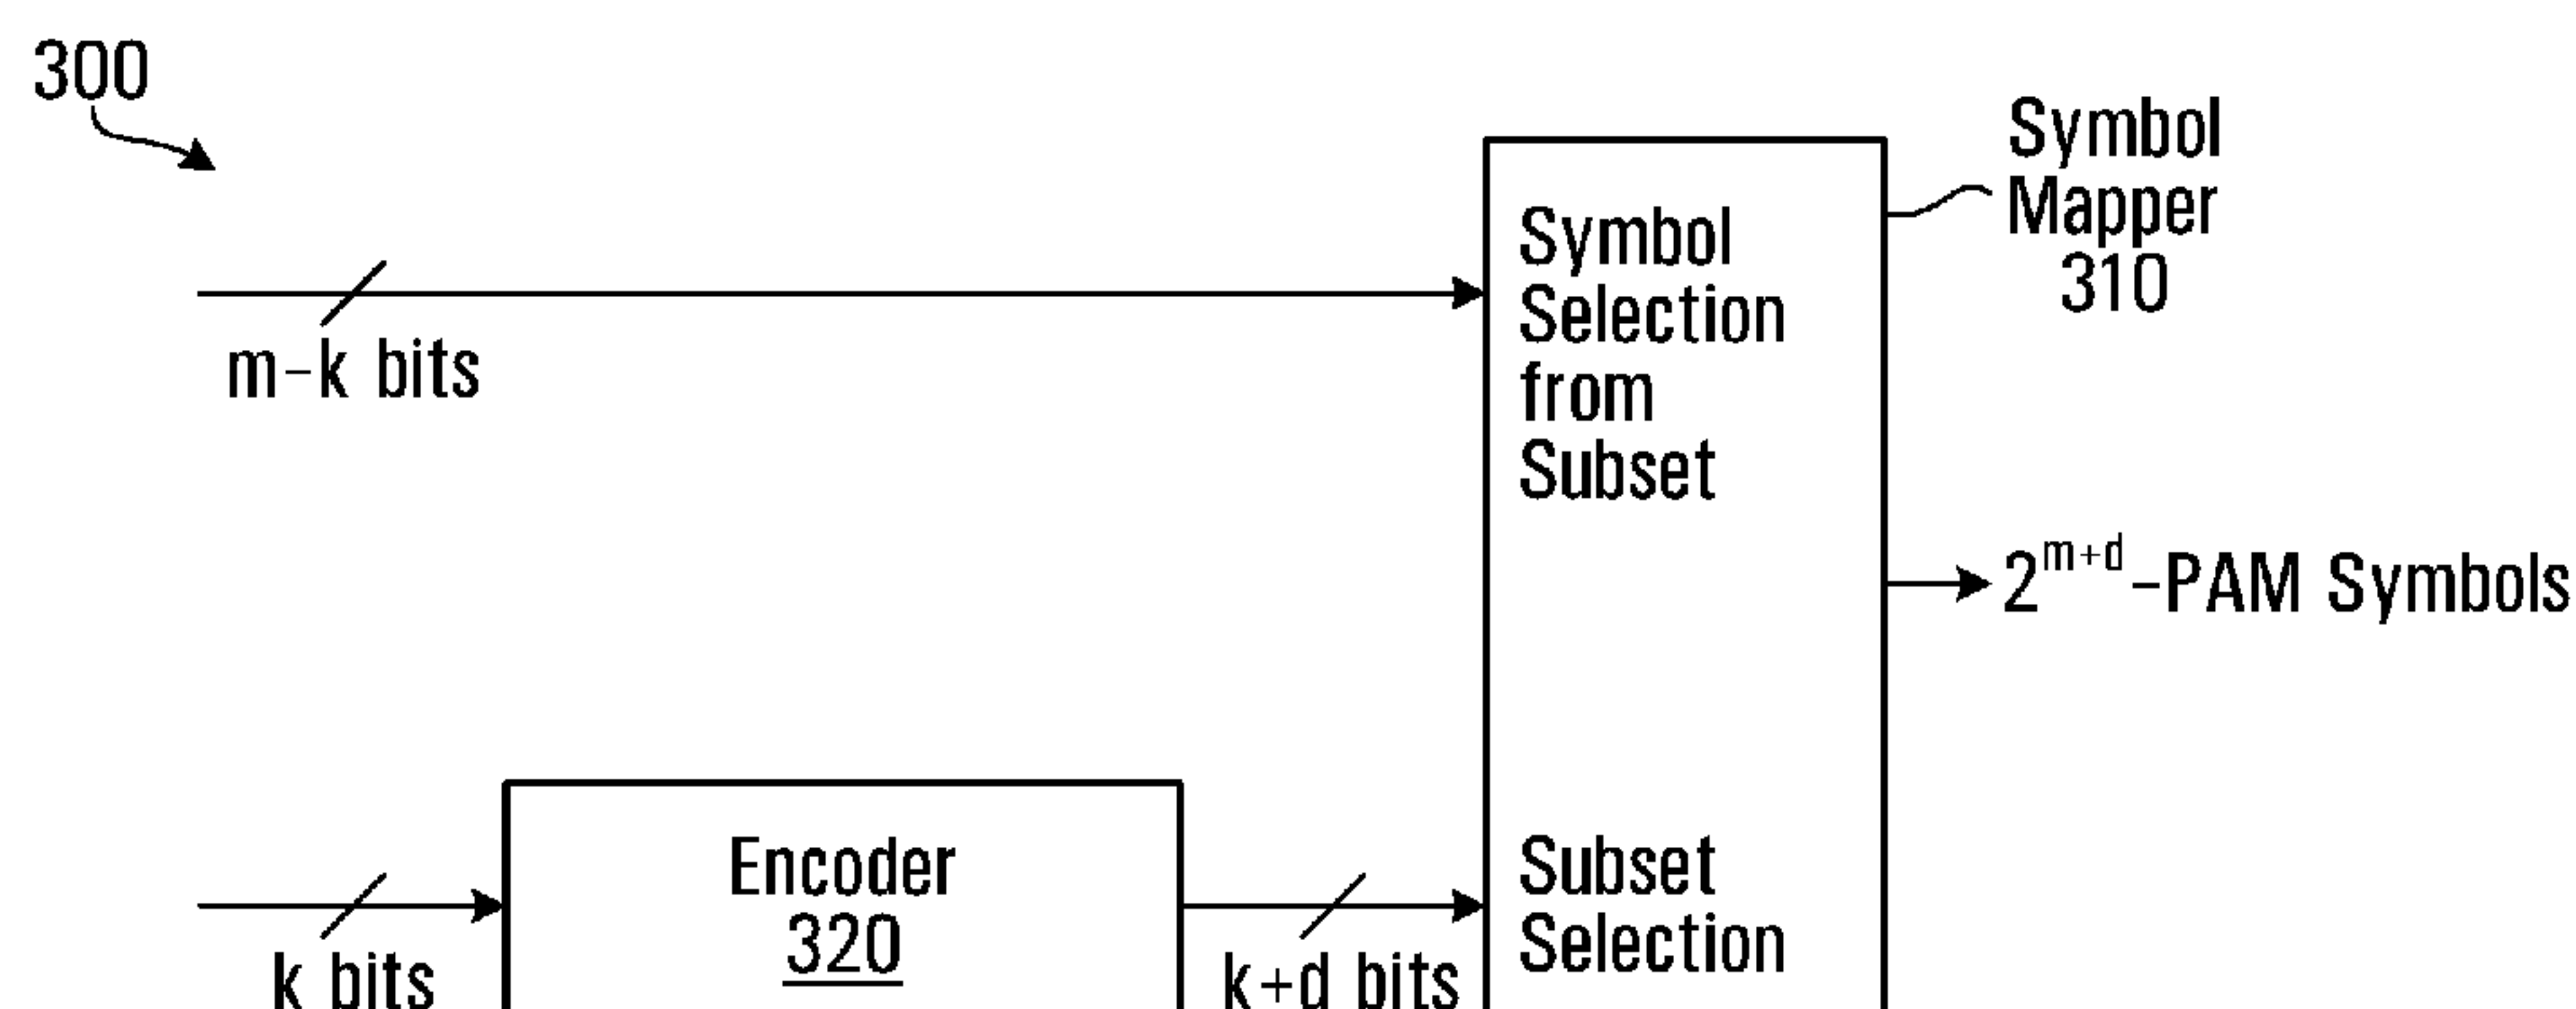 300
Symbol
Mapper
310
m-k bits
Symbol
Selection
from
Subset
2^{m+d}-PAM Symbols
Encoder
320
k bits
k+d bits
Subset
Selection